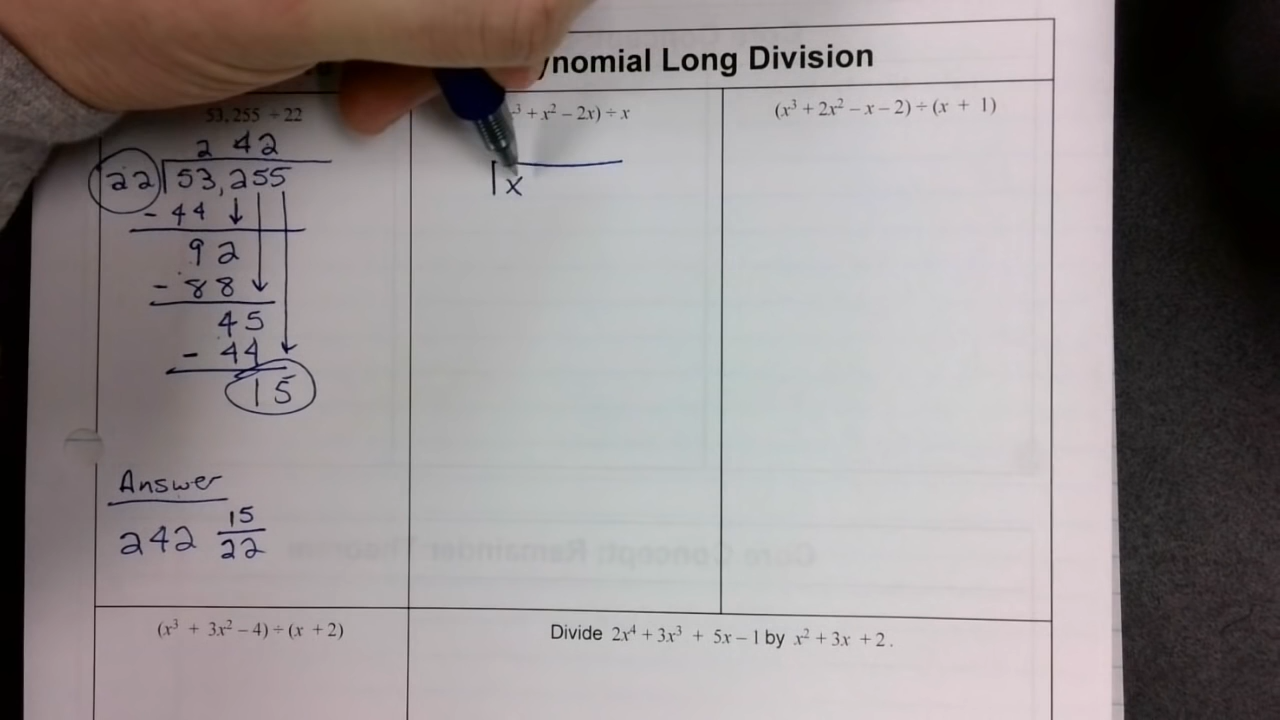 Long Division
53,255 ÷ 22
242
22 53,255
- 44
92
- 88
45
- 44
15
Answer
242 15/22
+ x² – 2x) ÷ x
x
(x³ + 2x² – x – 2) ÷ (x + 1)
(x³ + 3x² – 4) ÷ (x + 2)
Divide 2x⁴ + 3x³ + 5x – 1 by x² + 3x + 2.